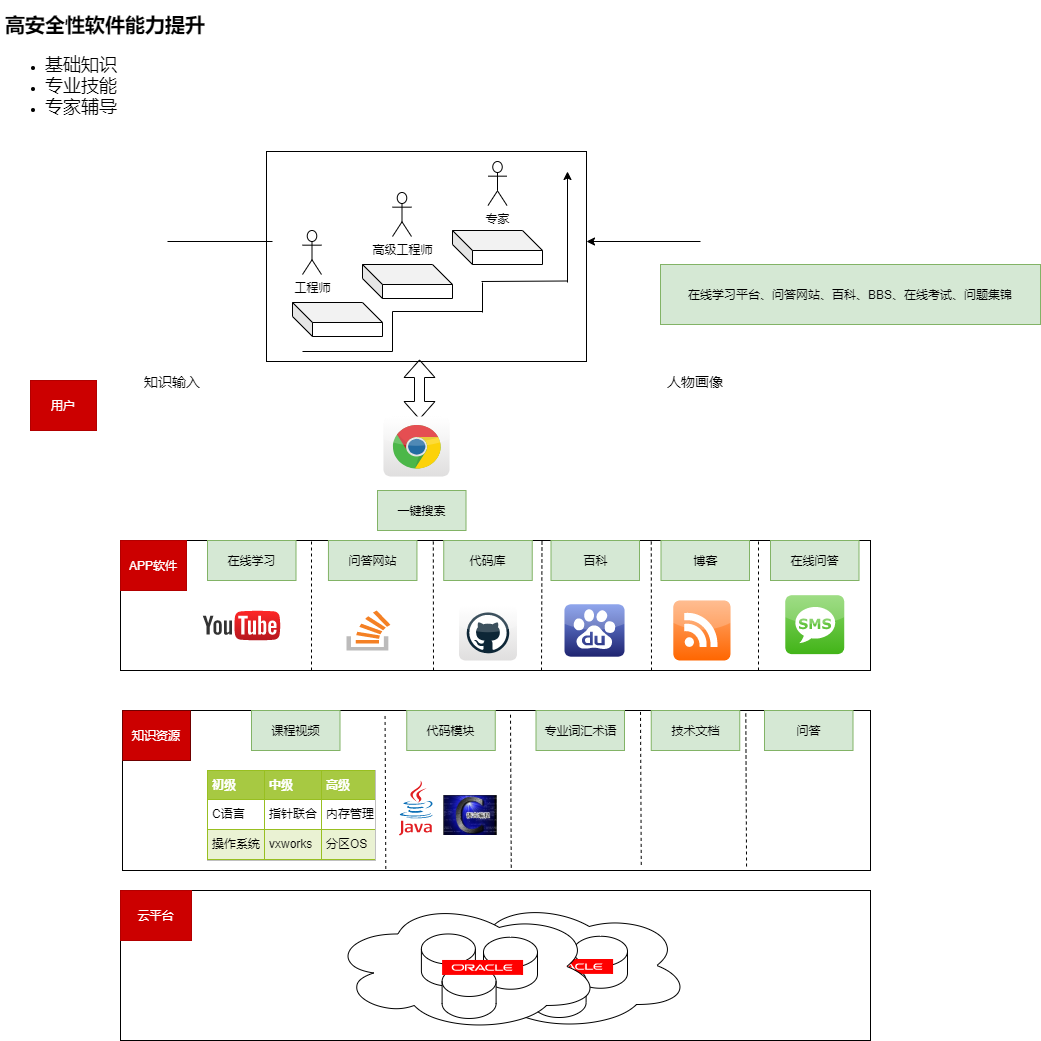 高安全性软件能力提升
基础知识
专业技能
专家辅导
专家
高级工程师
工程师
在线学习平台、问答网站、百科、BBS、在线考试、问题集锦
知识输入
人物画像
用户
一键搜索
APP软件
在线学习
问答网站
代码库
百科
博客
在线问答
YouTube
du
SMS
知识资源
课程视频
代码模块
专业词汇术语
技术文档
问答
初级 中级 高级
C语言 指针联合 内存管理
操作系统 vxworks 分区OS
Java
C
云平台
ORACLE
CLE